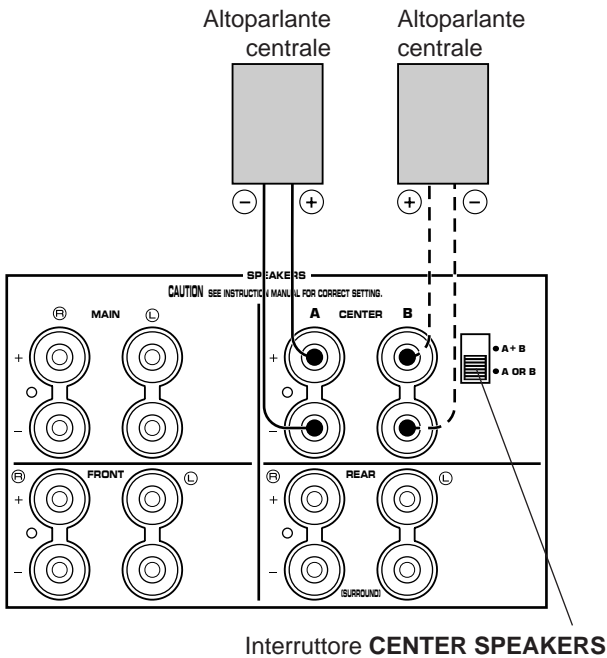 Altoparlante centrale
Altoparlante centrale
− +
+ −
SPEAKERS
CAUTION SEE INSTRUCTION MANUAL FOR CORRECT SETTING.
R MAIN L
A CENTER B
+
−
+
−
A + B
A OR B
R FRONT L
+
−
R REAR L
+
−
(SURROUND)
Interruttore CENTER SPEAKERS